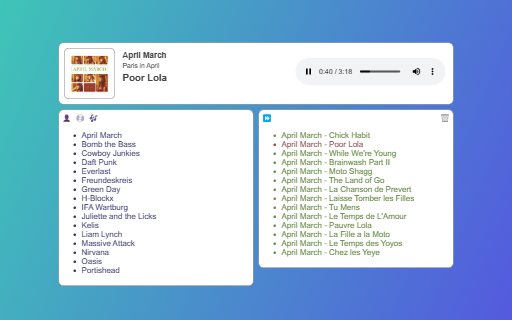 April March
Paris in April
Poor Lola
APRIL MARCH
0:40 / 3:18
April March
Bomb the Bass
Cowboy Junkies
Daft Punk
Everlast
Freundeskreis
Green Day
H-Blockx
IFA Wartburg
Juliette and the Licks
Kelis
Liam Lynch
Massive Attack
Nirvana
Oasis
Portishead
April March - Chick Habit
April March - Poor Lola
April March - While We're Young
April March - Brainwash Part II
April March - Moto Shagg
April March - The Land of Go
April March - La Chanson de Prevert
April March - Laisse Tomber les Filles
April March - Tu Mens
April March - Le Temps de L'Amour
April March - Pauvre Lola
April March - La Fille a la Moto
April March - Le Temps des Yoyos
April March - Chez les Yeye